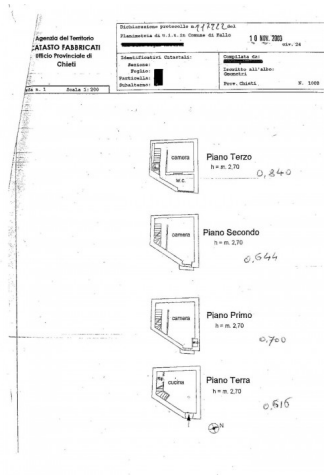 Agenzia del Territorio
CATASTO FABBRICATI
Ufficio Provinciale di
Chieti
Dichiarazione protocollo n. del
Planimetria di U.I.U. in Comune di Fallo
10 NOV. 2003
civ. 24
Identificativi Catastali:
Sezione:
Foglio:
Particella:
Subalterno:
Compilata da:
Iscritto all'albo:
Geometri
Prov. Chieti
N. 1008
Scala 1:200
camera
w.c.
Piano Terzo
h = m. 2,70
0,840
camera
Piano Secondo
h = m. 2,70
0,644
camera
Piano Primo
h = m. 2,70
0,700
cucina
Piano Terra
h = m. 2,70
0,616
N